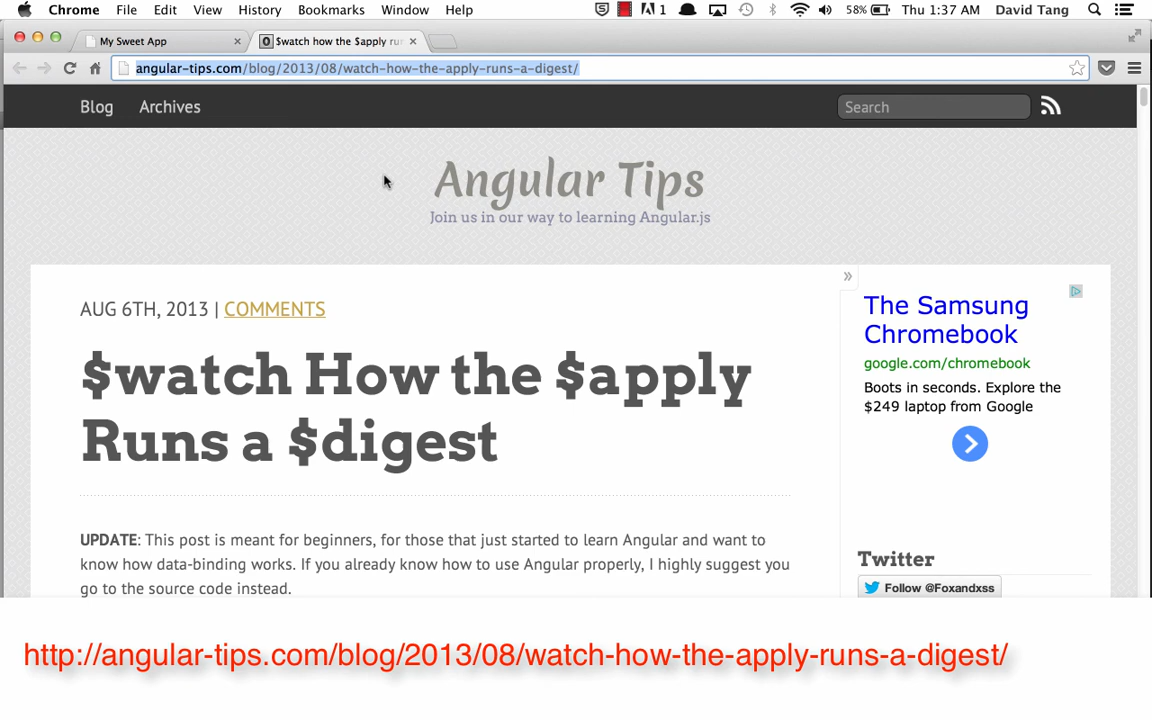 Chrome File Edit View History Bookmarks Window Help 1 58% Thu 1:37 AM David Tang
My Sweet App $watch how the $apply run
angular-tips.com/blog/2013/08/watch-how-the-apply-runs-a-digest/
Blog Archives Search
Angular Tips
Join us in our way to learning Angular.js
AUG 6TH, 2013 | COMMENTS
$watch How the $apply
Runs a $digest
UPDATE: This post is meant for beginners, for those that just started to learn Angular and want to
know how data-binding works. If you already know how to use Angular properly, I highly suggest you
go to the source code instead.
»
The Samsung
Chromebook
google.com/chromebook
Boots in seconds. Explore the
$249 laptop from Google
Twitter
Follow @Foxandxss
http://angular-tips.com/blog/2013/08/watch-how-the-apply-runs-a-digest/